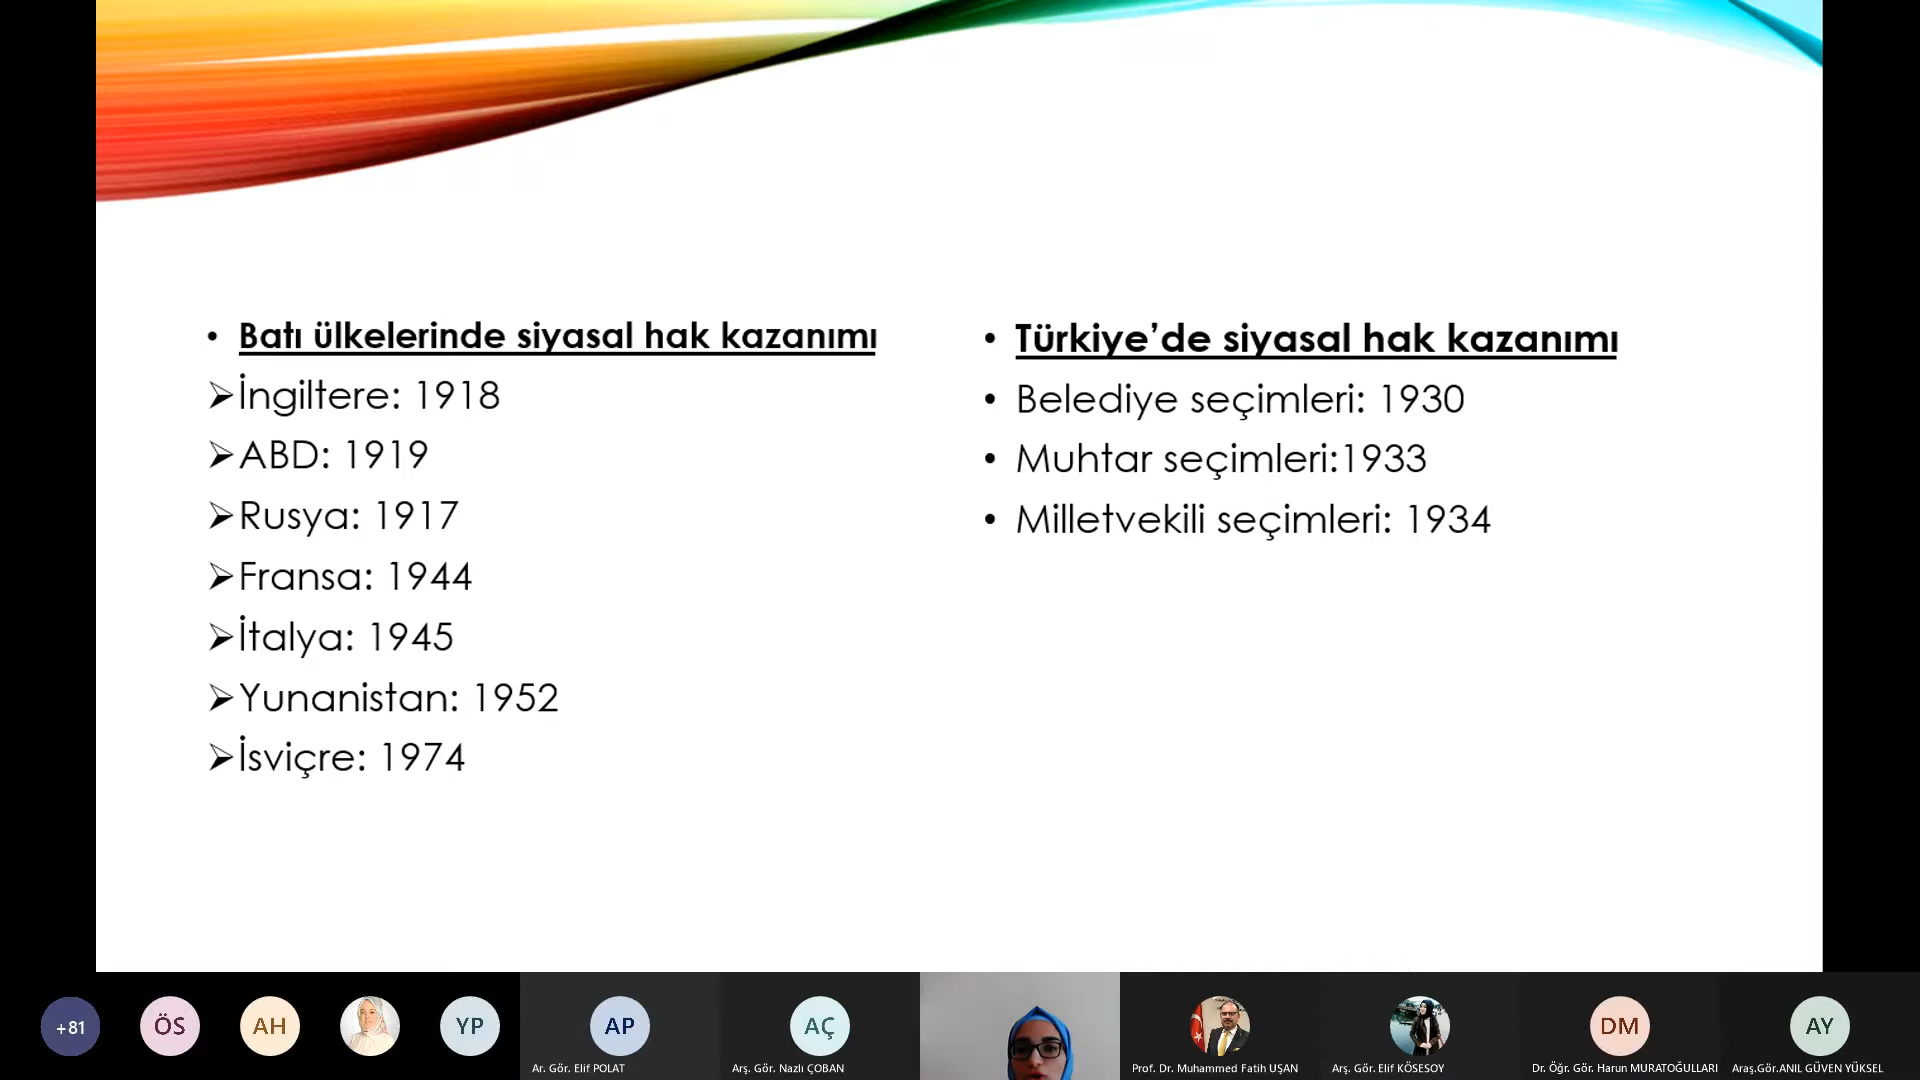 • Batı ülkelerinde siyasal hak kazanımı
➢İngiltere: 1918
➢ABD: 1919
➢Rusya: 1917
➢Fransa: 1944
➢İtalya: 1945
➢Yunanistan: 1952
➢İsviçre: 1974
• Türkiye’de siyasal hak kazanımı
• Belediye seçimleri: 1930
• Muhtar seçimleri:1933
• Milletvekili seçimleri: 1934
+81
ÖS
AH
YP
AP
Ar. Gör. Elif POLAT
AÇ
Arş. Gör. Nazlı ÇOBAN
Prof. Dr. Muhammed Fatih UŞAN
Arş. Gör. Elif KÖSESOY
DM
Dr. Öğr. Gör. Harun MURATOĞULLARI
AY
Araş.Gör.ANIL GÜVEN YÜKSEL